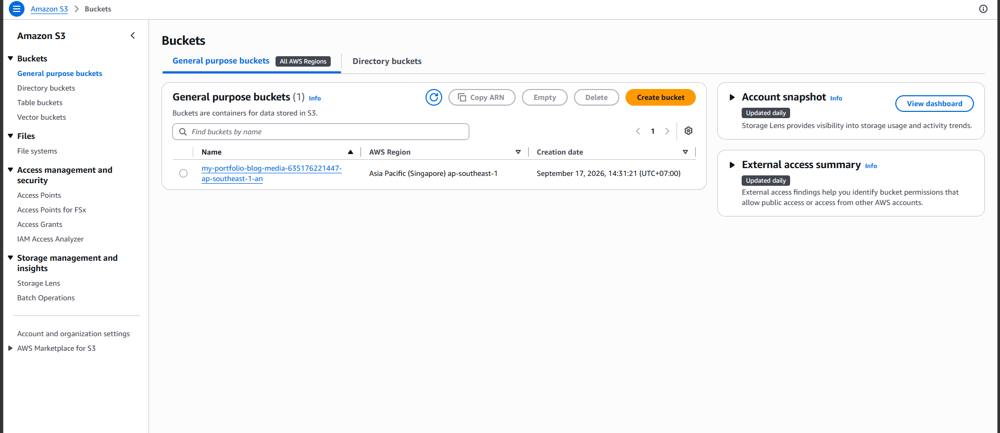 Amazon S3 > Buckets
Amazon S3
Buckets
General purpose buckets
Directory buckets
Table buckets
Vector buckets
Files
File systems
Access management and
security
Access Points
Access Points for FSx
Access Grants
IAM Access Analyzer
Storage management and
insights
Storage Lens
Batch Operations
Account and organization settings
AWS Marketplace for S3
Buckets
General purpose buckets All AWS Regions Directory buckets
General purpose buckets (1) Info Copy ARN Empty Delete Create bucket
Buckets are containers for data stored in S3.
Find buckets by name 1
Name AWS Region Creation date
my-portfolio-blog-media-635176221447-
ap-southeast-1-an
Asia Pacific (Singapore) ap-southeast-1
September 17, 2026, 14:31:21 (UTC+07:00)
Account snapshot Info View dashboard
Updated daily
Storage Lens provides visibility into storage usage and activity trends.
External access summary Info
Updated daily
External access findings help you identify bucket permissions that
allow public access or access from other AWS accounts.